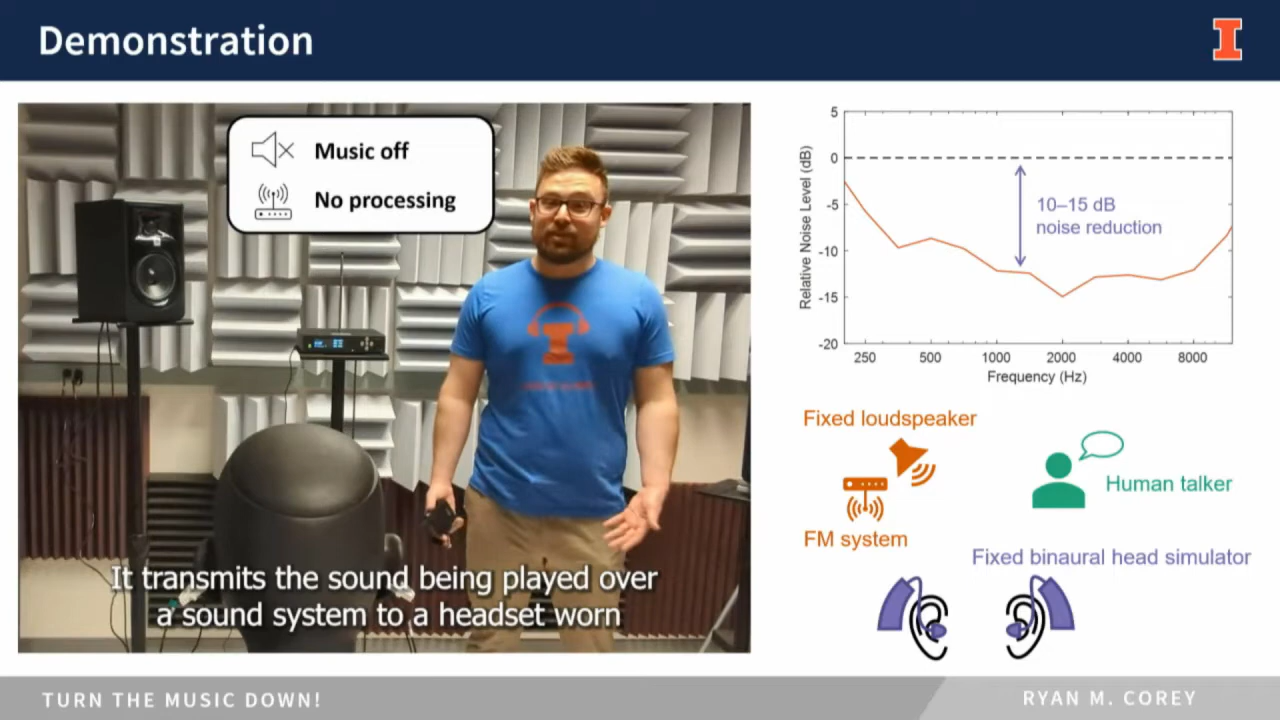 Demonstration
Music off
No processing
It transmits the sound being played over
a sound system to a headset worn
5
0
-5
-10
-15
-20
Relative Noise Level (dB)
10–15 dB
noise reduction
250 500 1000 2000 4000 8000
Frequency (Hz)
Fixed loudspeaker
Human talker
FM system
Fixed binaural head simulator
TURN THE MUSIC DOWN!
RYAN M. COREY